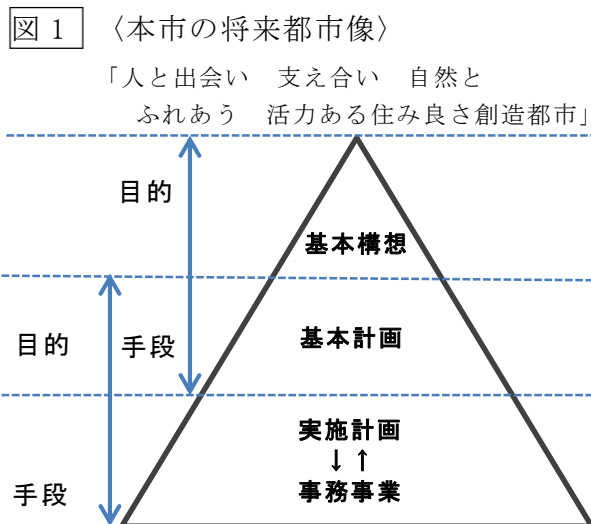 図1 〈本市の将来都市像〉
「人と出会い 支え合い 自然と
ふれあう 活力ある住み良さ創造都市」
目的
基本構想
目的
手段
基本計画
実施計画
↓↑
手段
事務事業